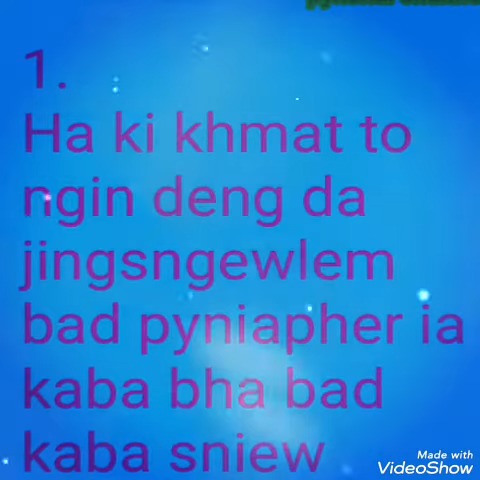 1.
Ha ki khmat to
ngin deng da
jingsngewlem
bad pyniapher ia
kaba bha bad
kaba sniew
Made with
VideoShow